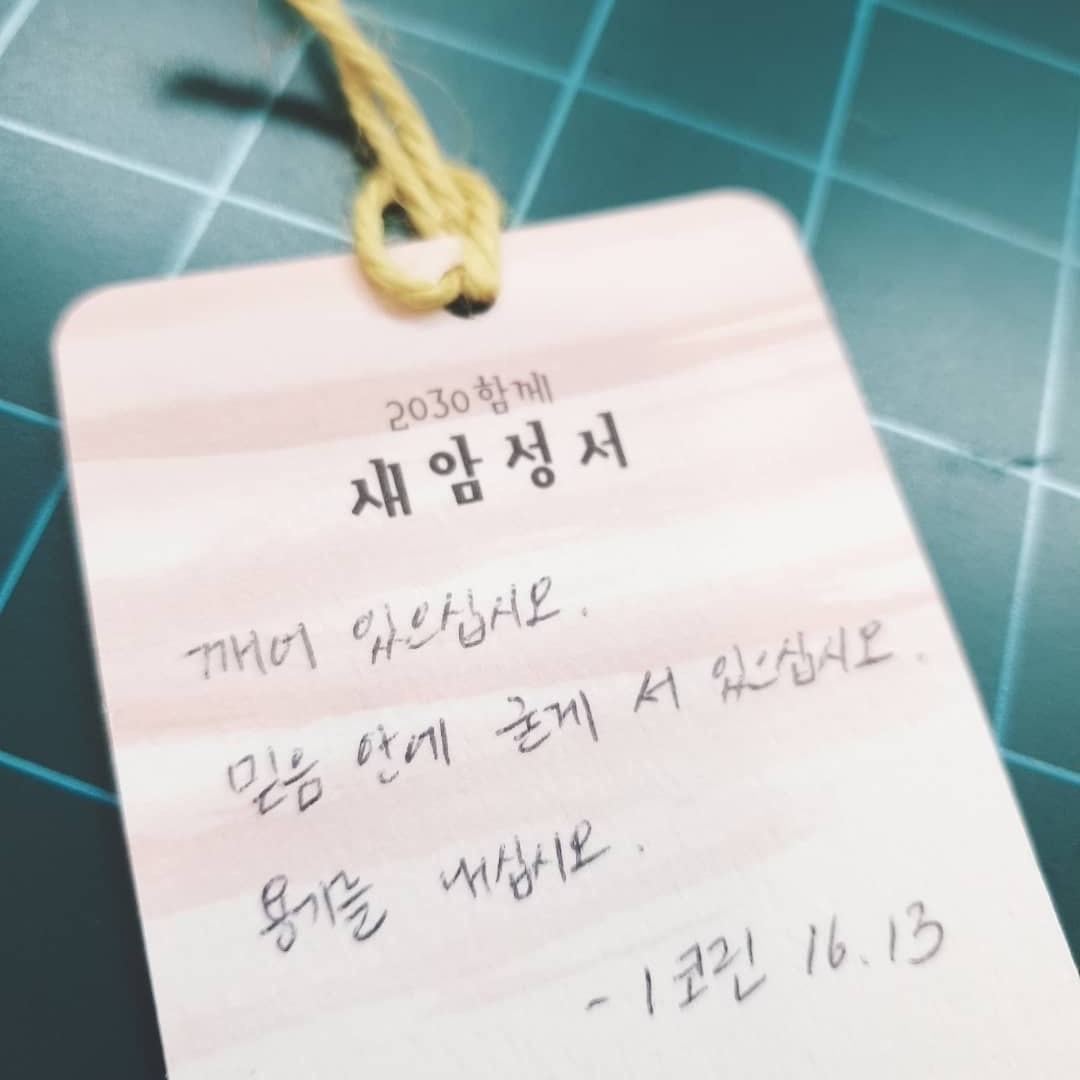 2030함께
새암성서
깨어 있으십시오.
믿음 안에 굳게 서 있으십시오.
용기를 내십시오.
- 1 코린 16.13